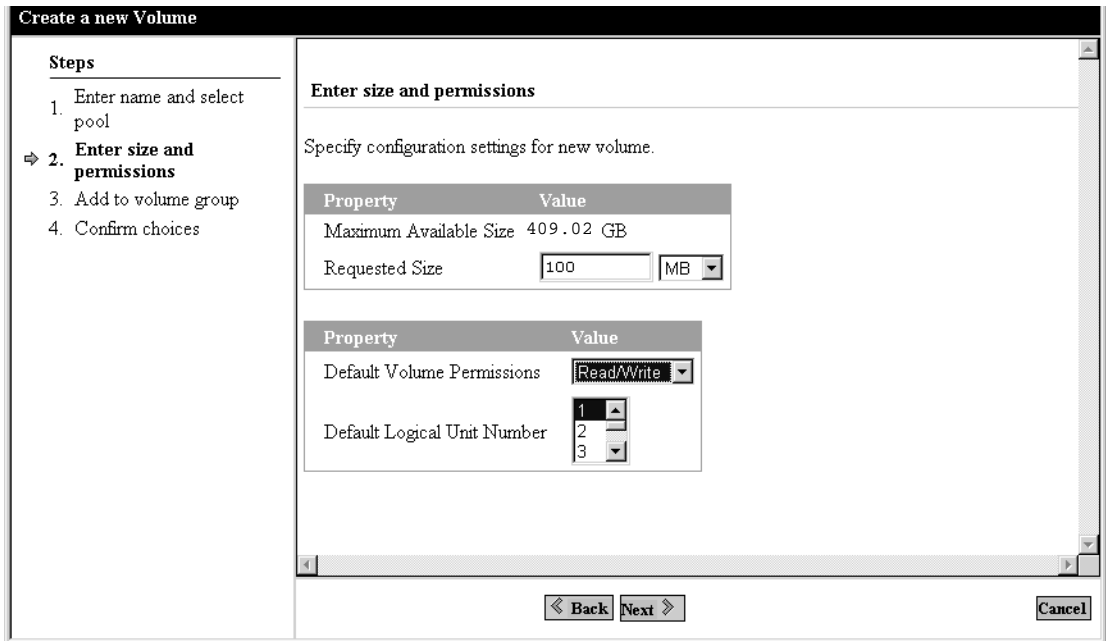 Create a new Volume
Steps
1. Enter name and select
pool
2. Enter size and
permissions
3. Add to volume group
4. Confirm choices
Enter size and permissions
Specify configuration settings for new volume.
Property Value
Maximum Available Size 409.02 GB
Requested Size 100 MB
Property Value
Default Volume Permissions Read/Write
1
2
Default Logical Unit Number
3
Back Next Cancel